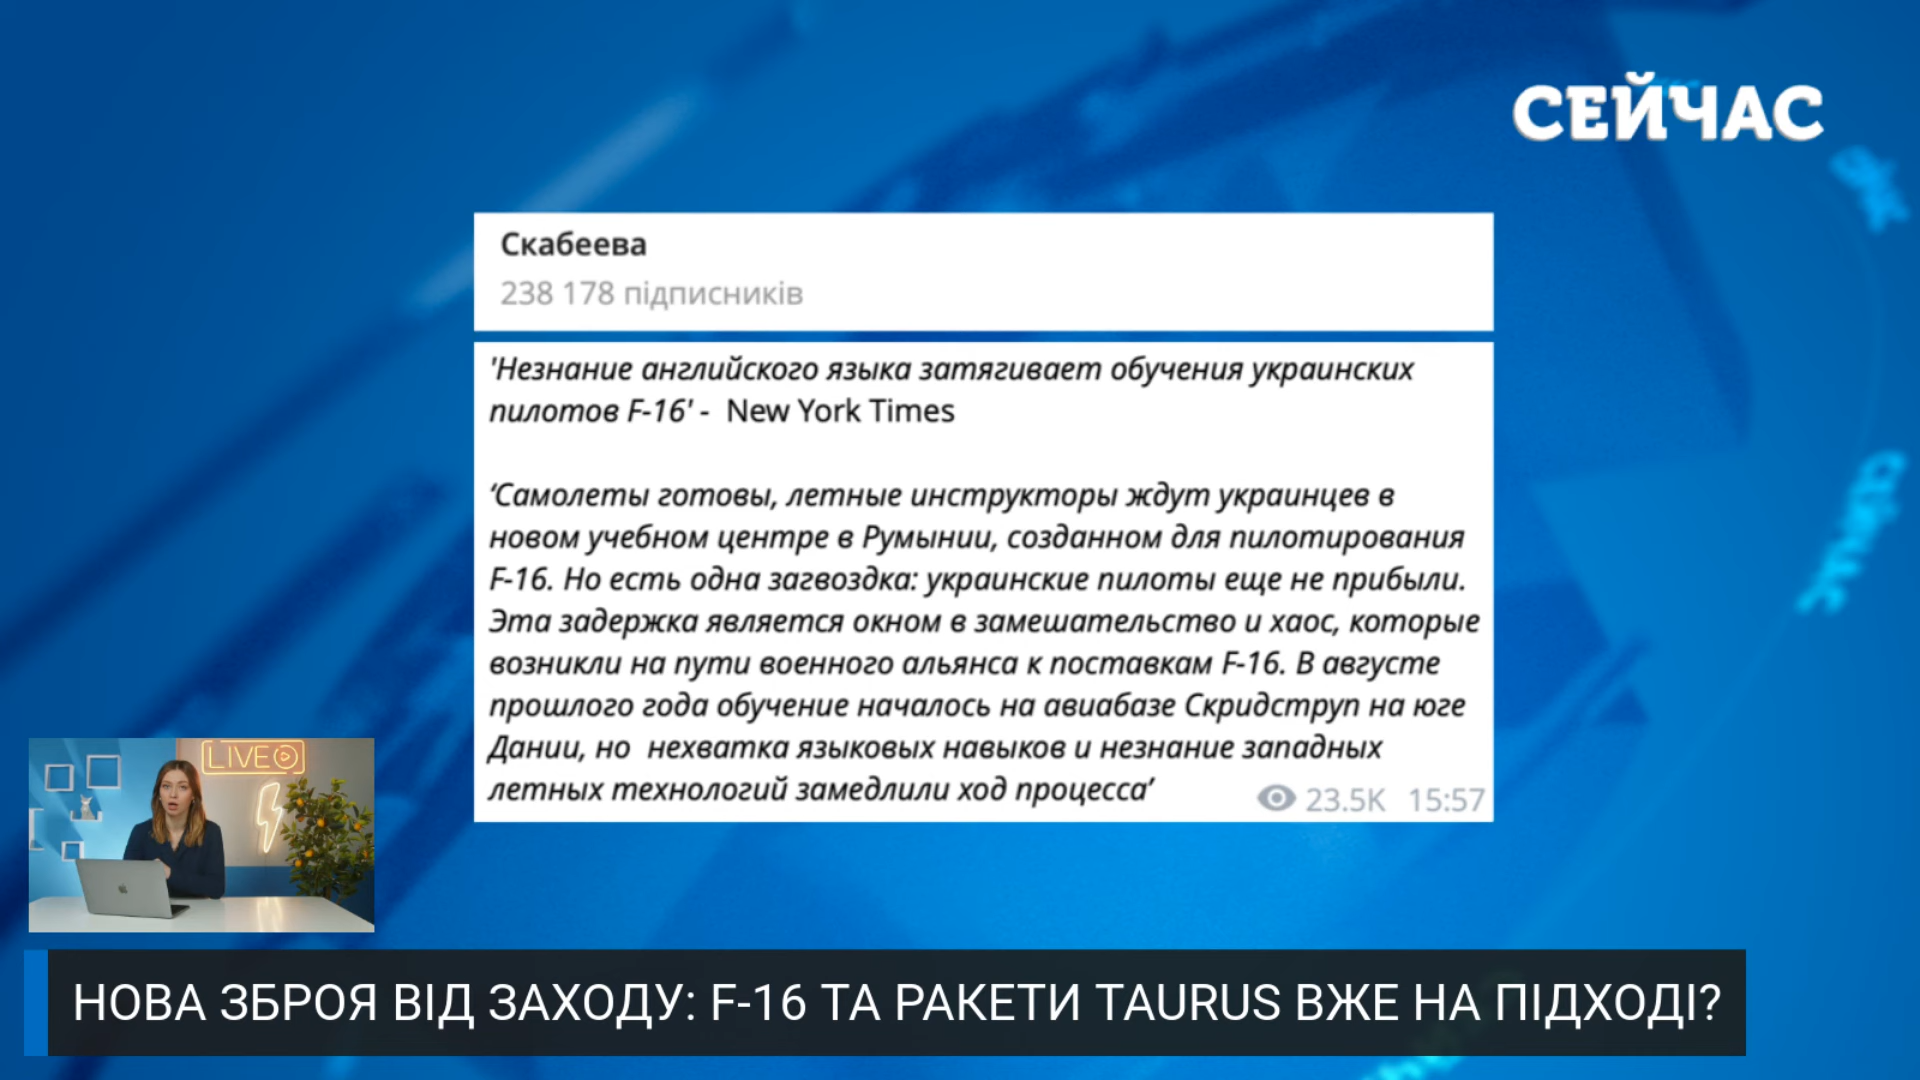 СЕЙЧАС
Скабеева
238 178 підписників
'Незнание английского языка затягивает обучения украинских
пилотов F-16' - New York Times
‘Самолеты готовы, летные инструкторы ждут украинцев в
новом учебном центре в Румынии, созданном для пилотирования
F-16. Но есть одна загвоздка: украинские пилоты еще не прибыли.
Эта задержка является окном в замешательство и хаос, которые
возникли на пути военного альянса к поставкам F-16. В августе
прошлого года обучение началось на авиабазе Скридструп на юге
Дании, но нехватка языковых навыков и незнание западных
летных технологий замедлили ход процесса’
23.5K 15:57
LIVE
НОВА ЗБРОЯ ВІД ЗАХОДУ: F-16 ТА РАКЕТИ TAURUS ВЖЕ НА ПІДХОДІ?